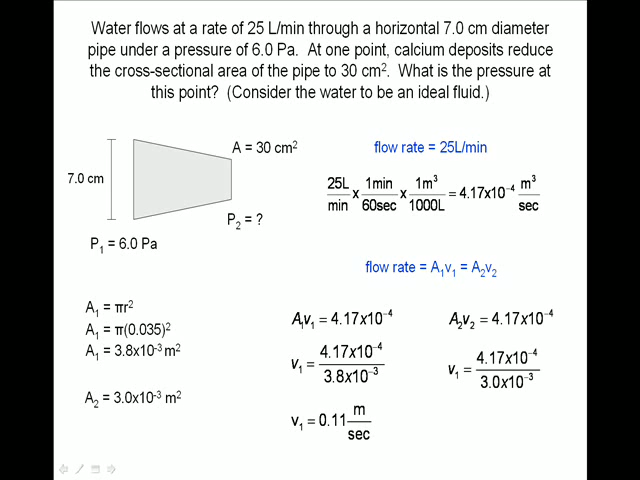 Water flows at a rate of 25 L/min through a horizontal 7.0 cm diameter
pipe under a pressure of 6.0 Pa. At one point, calcium deposits reduce
the cross-sectional area of the pipe to 30 cm². What is the pressure at
this point? (Consider the water to be an ideal fluid.)
A = 30 cm²
flow rate = 25L/min
7.0 cm
25L/min x 1min/60sec x 1m³/1000L = 4.17x10⁻⁴ m³/sec
P₂ = ?
P₁ = 6.0 Pa
flow rate = A₁v₁ = A₂v₂
A₁ = πr²
A₁ = π(0.035)²
A₁ = 3.8x10⁻³ m²
A₂ = 3.0x10⁻³ m²
A₁v₁ = 4.17x10⁻⁴
v₁ = 4.17x10⁻⁴/3.8x10⁻³
v₁ = 0.11 m/sec
A₂v₂ = 4.17x10⁻⁴
v₁ = 4.17x10⁻⁴/3.0x10⁻³